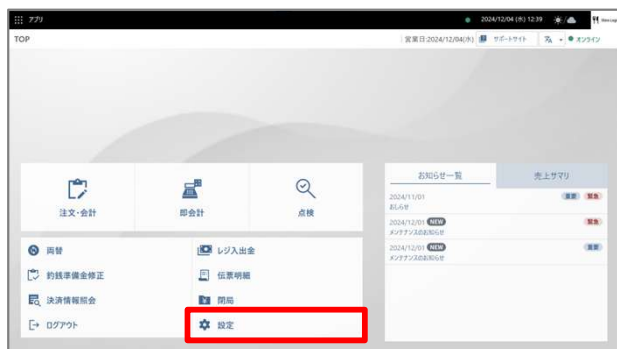 アプリ
2024/12/04 (水) 12:39
TOP
営業日:2024/12/04(水)
サポートサイト
オンライン
注文・会計
即会計
点検
両替
レジ入出金
釣銭準備金修正
伝票明細
決済情報照会
閉局
ログアウト
設定
お知らせ一覧
売上サマリ
2024/11/01
重要
緊急
おしらせ
2024/12/01 NEW
緊急
メンテナンスのお知らせ
2024/12/01 NEW
重要
メンテナンスのお知らせ